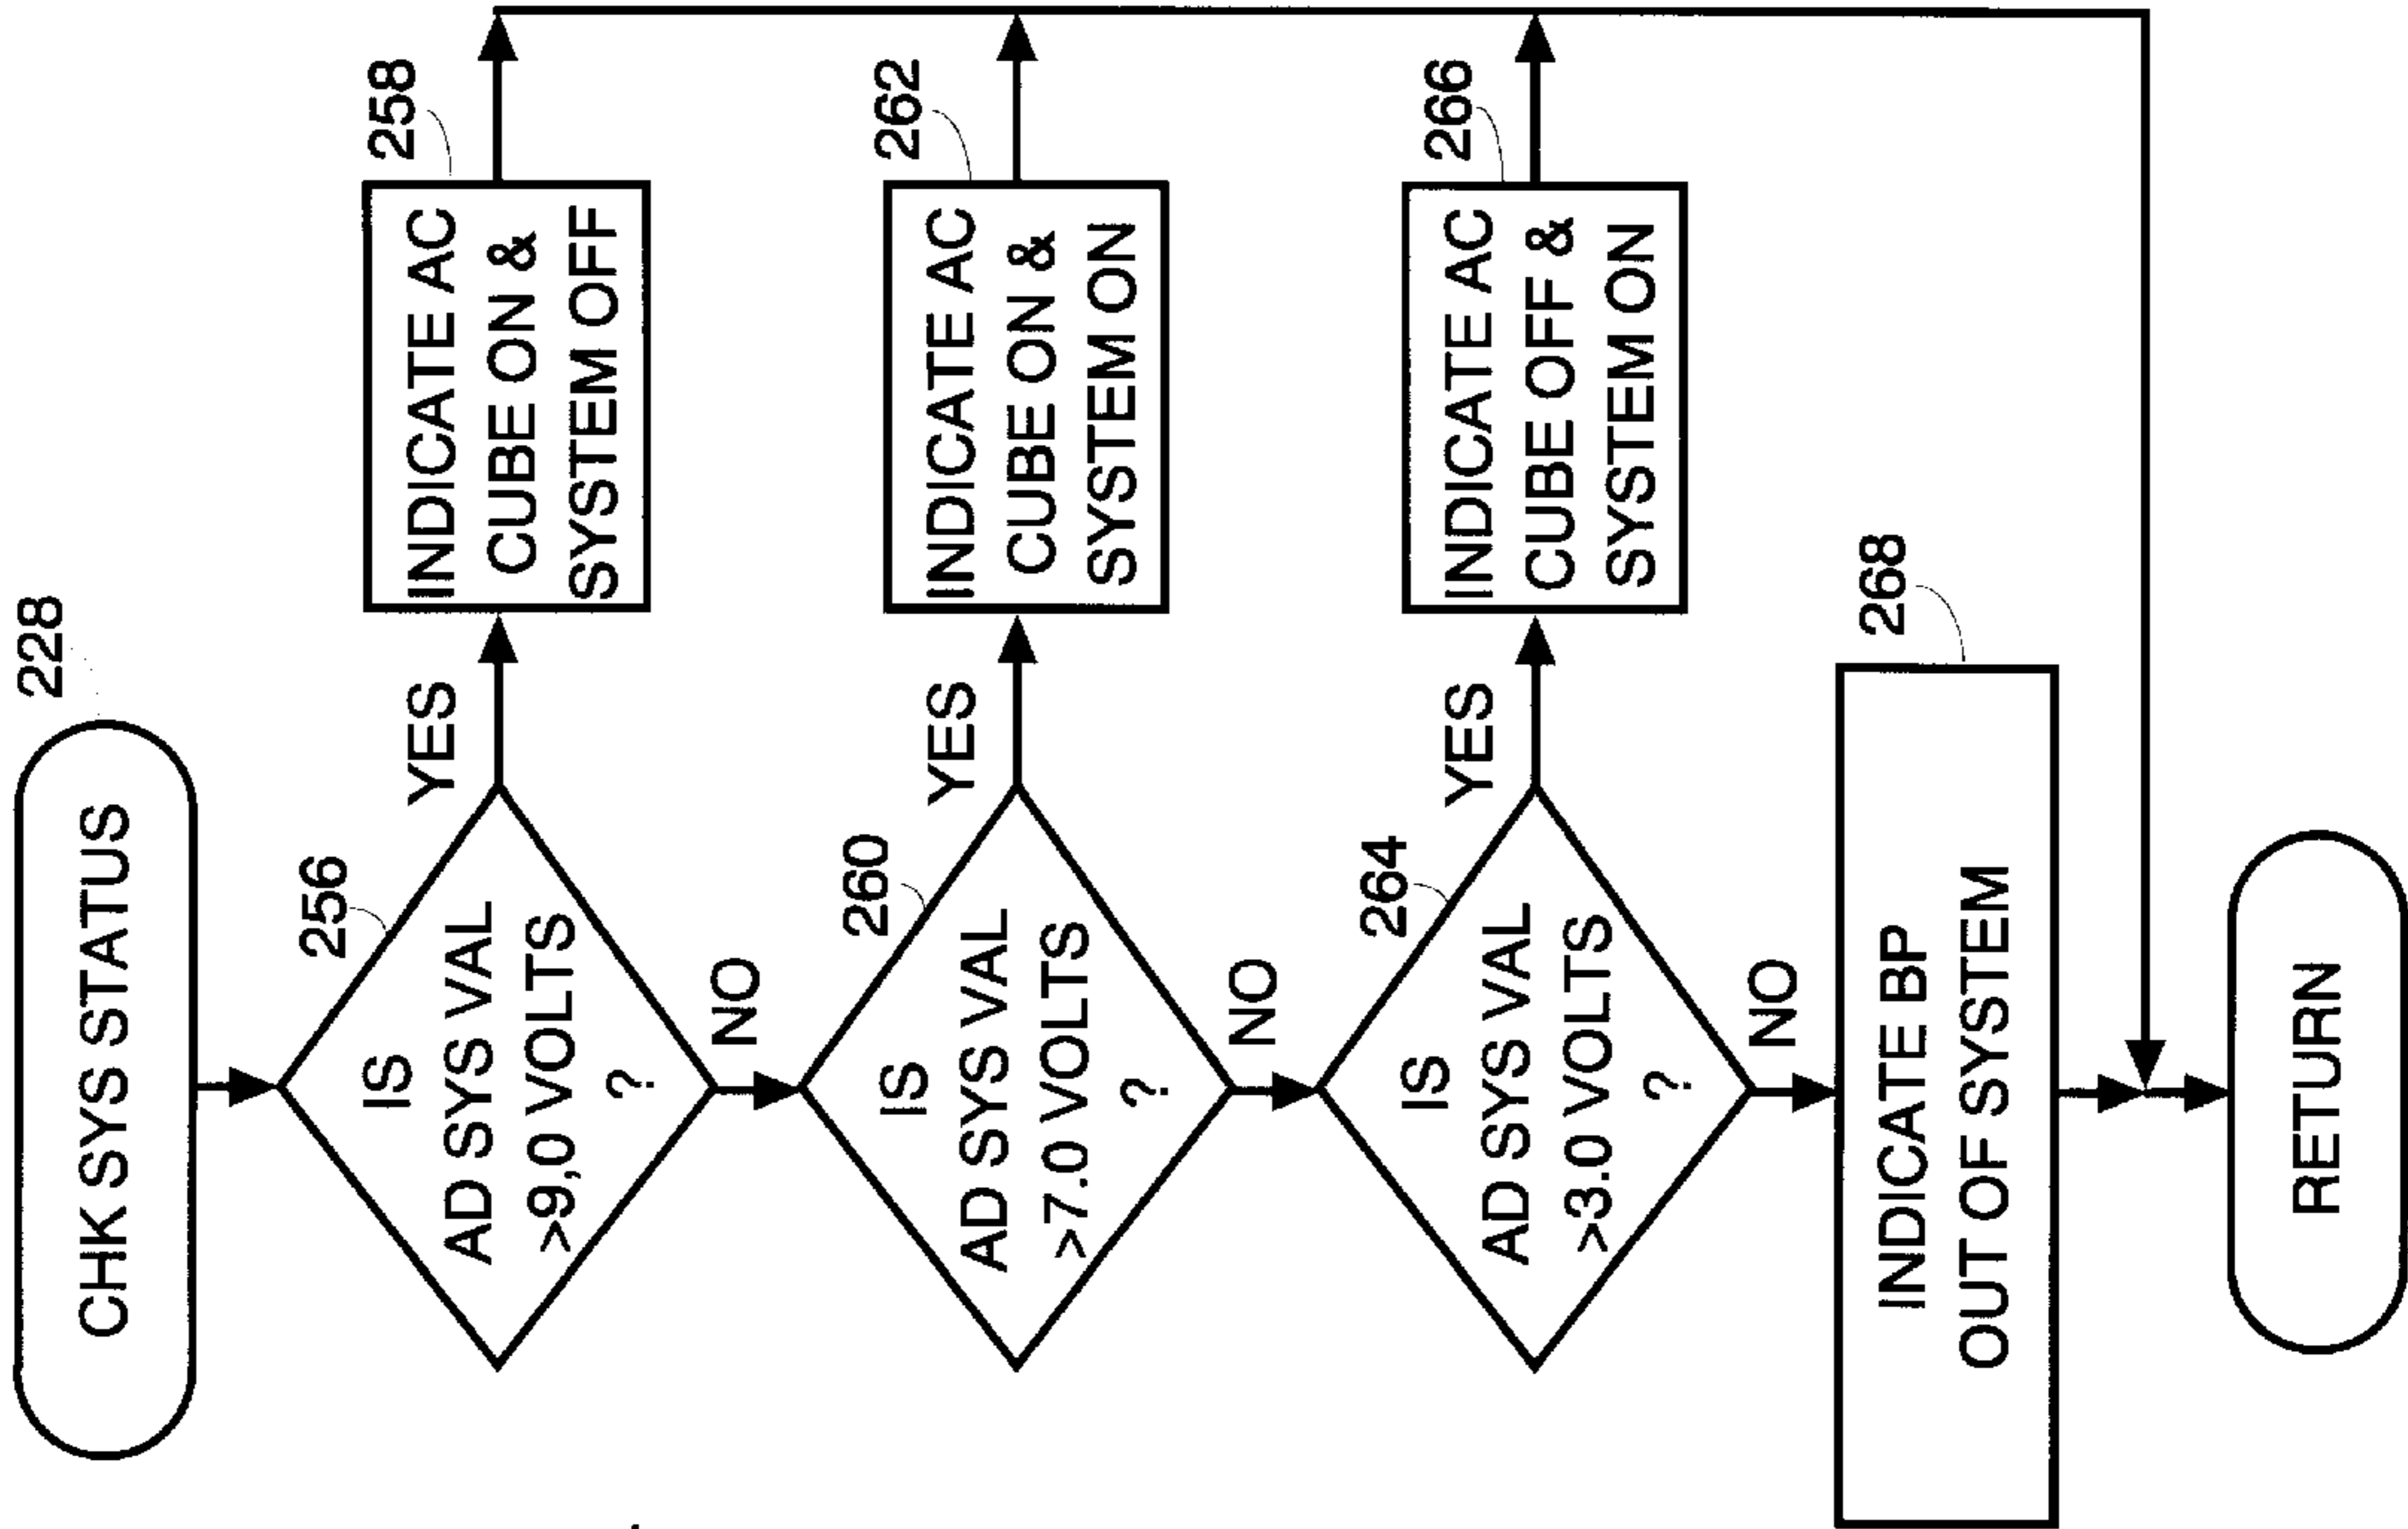 228
CHK SYS STATUS
256
IS
AD SYS VAL
>9,0 VOLTS
?
YES
258
INDICATE AC
CUBE ON &
SYSTEM OFF
NO
260
IS
AD SYS VAL
>7.0 VOLTS
?
YES
262
INDICATE AC
CUBE ON &
SYSTEM ON
NO
264
IS
AD SYS VAL
>3.0 VOLTS
?
YES
266
INDICATE AC
CUBE OFF &
SYSTEM ON
NO
268
INDICATE BP
OUT OF SYSTEM
RETURN